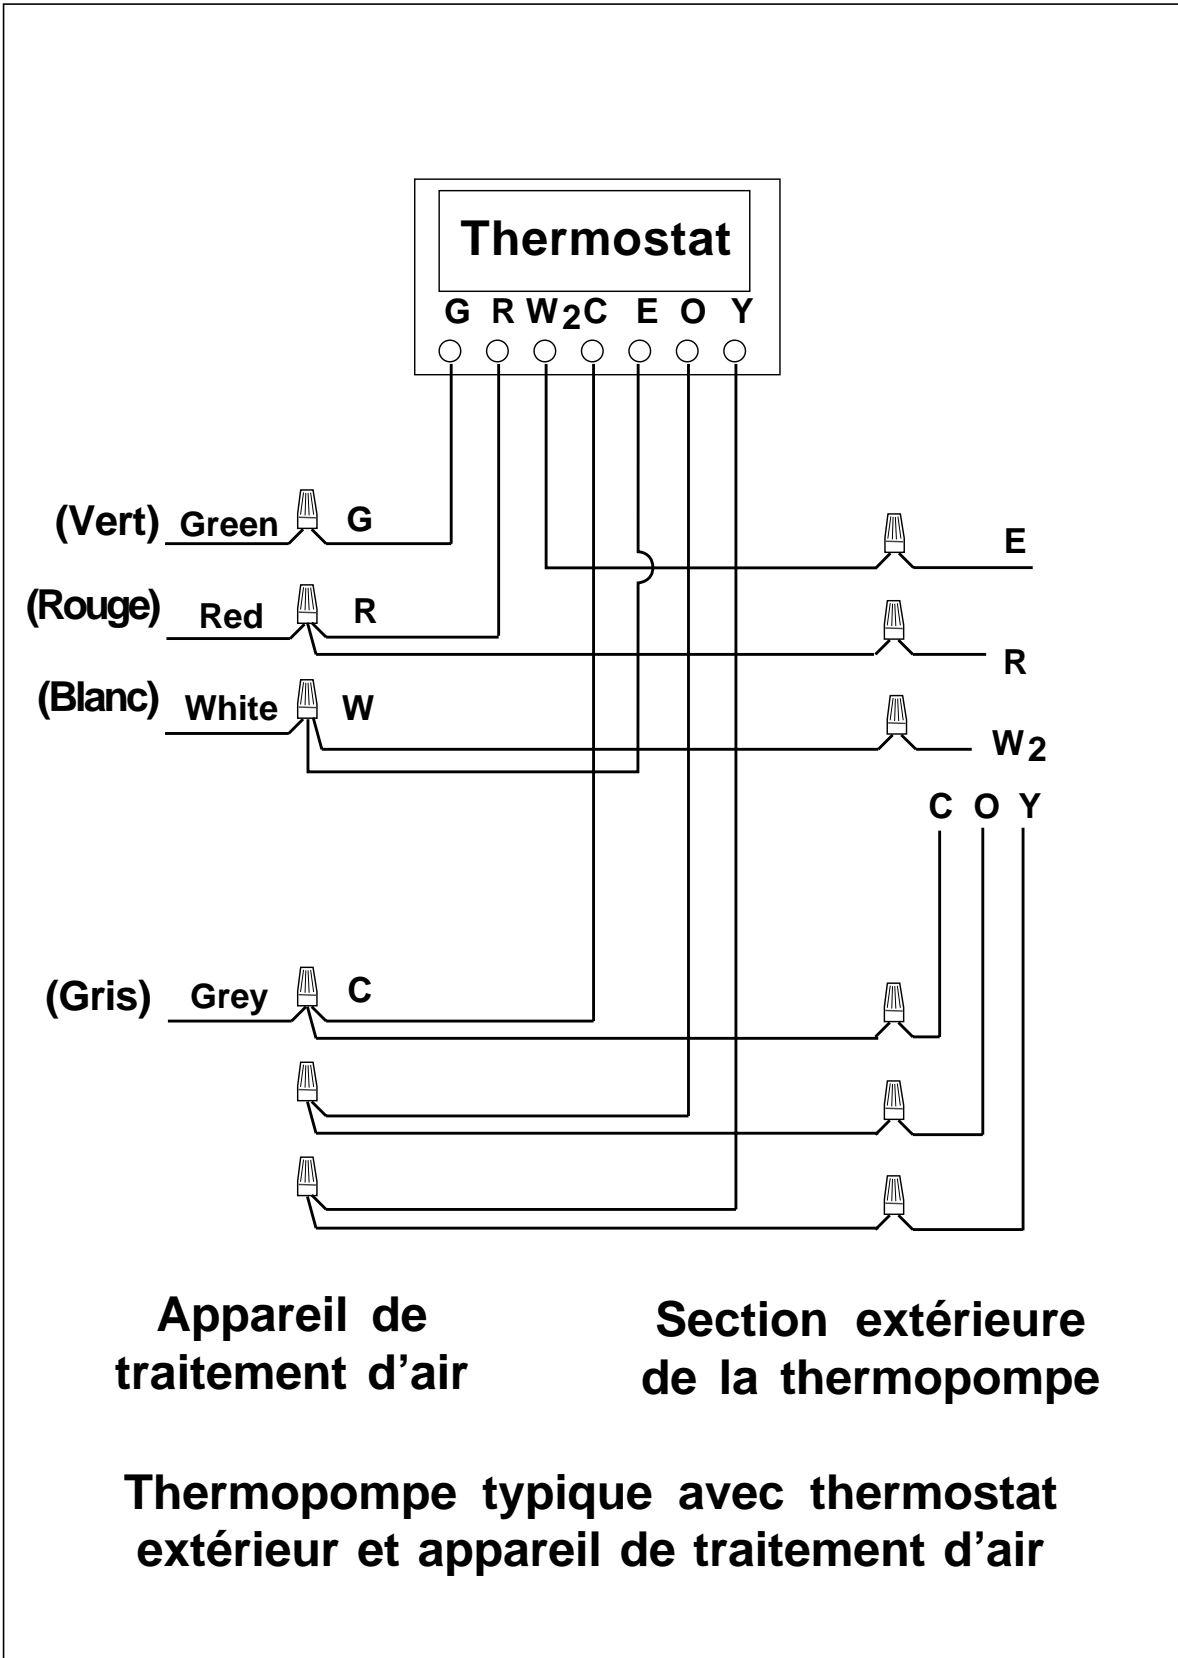 Thermostat
G R W2 C E O Y
(Vert) Green G
E
(Rouge) Red R
R
(Blanc) White W
W2
C O Y
(Gris) Grey C
Appareil de
traitement d’air
Section extérieure
de la thermopompe
Thermopompe typique avec thermostat
extérieur et appareil de traitement d’air